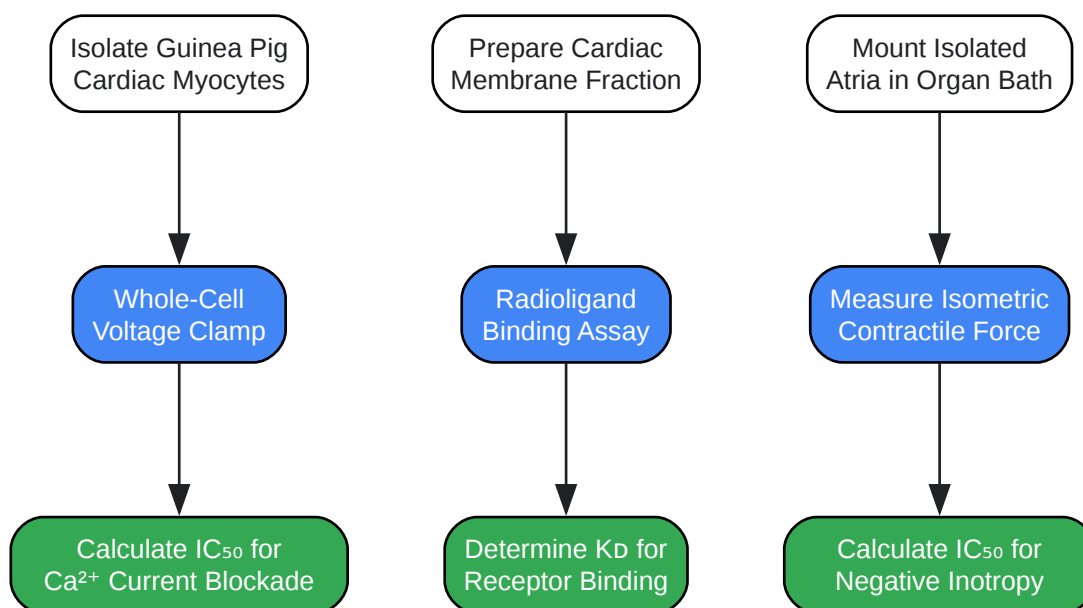 Isolate Guinea Pig
Cardiac Myocytes
Prepare Cardiac
Membrane Fraction
Mount Isolated
Atria in Organ Bath
Whole-Cell
Voltage Clamp
Radioligand
Binding Assay
Measure Isometric
Contractile Force
Calculate IC₅₀ for
Ca²⁺ Current Blockade
Determine Kᴅ for
Receptor Binding
Calculate IC₅₀ for
Negative Inotropy